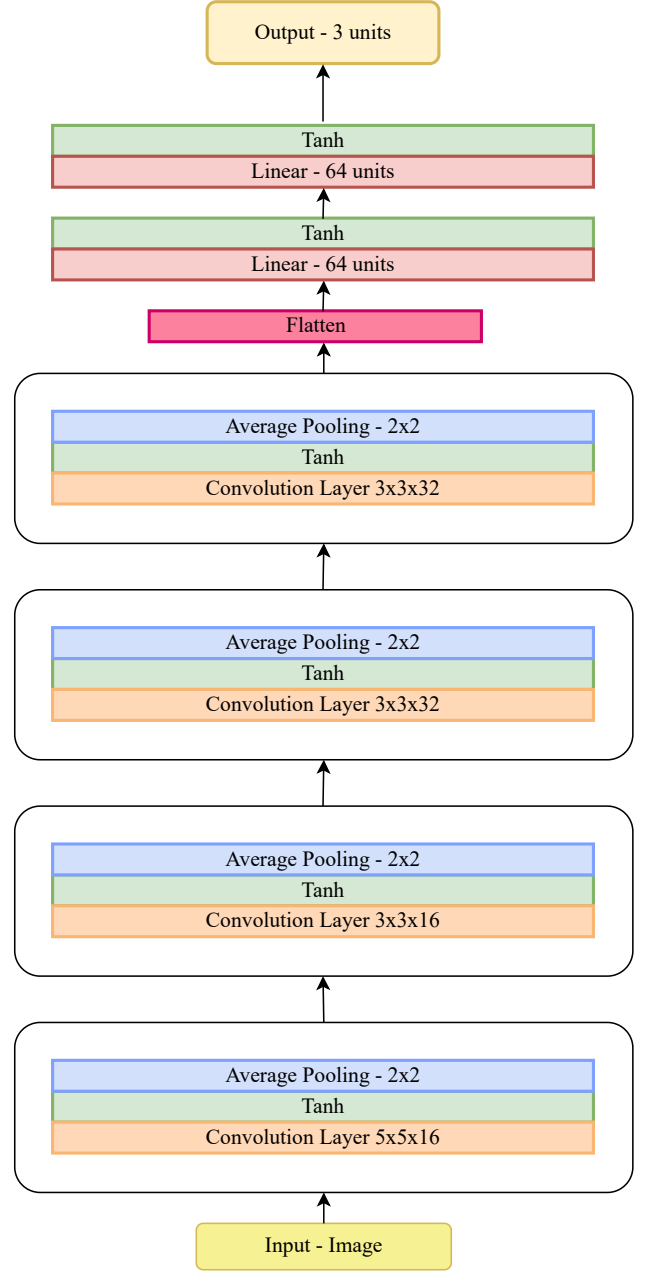 Output - 3 units
Tanh
Linear - 64 units
Tanh
Linear - 64 units
Flatten
Average Pooling - 2x2
Tanh
Convolution Layer 3x3x32
Average Pooling - 2x2
Tanh
Convolution Layer 3x3x32
Average Pooling - 2x2
Tanh
Convolution Layer 3x3x16
Average Pooling - 2x2
Tanh
Convolution Layer 5x5x16
Input - Image